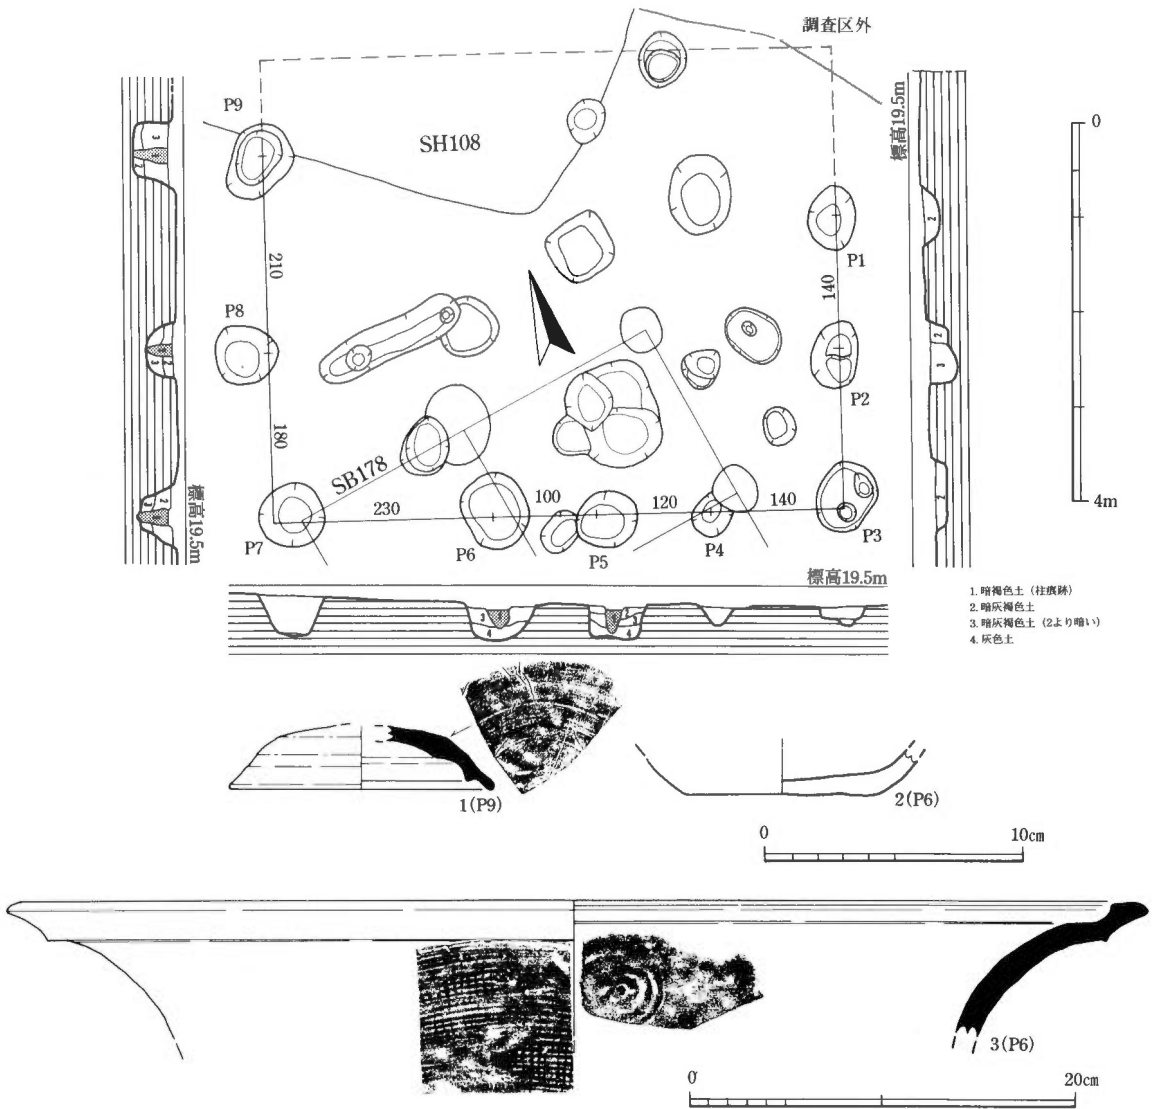 調査区外
P9
SH108
標高19.5m
0
P1
210
140
P8
P2
180
SB178
230
100
120
140
P7
P6
P5
P4
P3
標高19.5m
4m
標高19.5m
1. 暗褐色土（柱痕跡）
2. 暗灰褐色土
3. 暗灰褐色土（2より暗い）
4. 灰色土
1(P9)
2(P6)
0 10cm
3(P6)
0 20cm